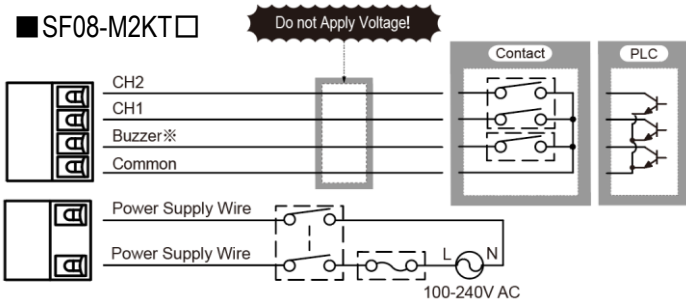 ■SF08-M2KT□
Do not Apply Voltage!
Contact
PLC
CH2
CH1
Buzzer※
Common
Power Supply Wire
Power Supply Wire
L
N
100-240V AC